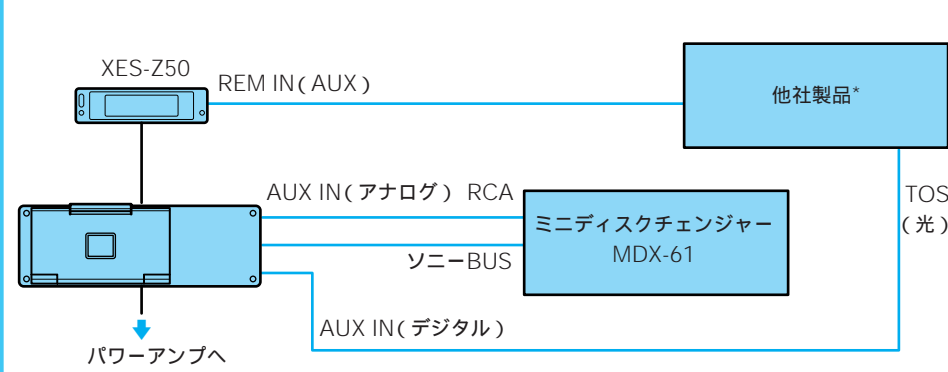 XES-Z50
REM IN(AUX)
他社製品*
AUX IN(アナログ) RCA
ミニディスクチェンジャー
MDX-61
TOS
(光)
ソニーBUS
AUX IN(デジタル)
パワーアンプへ